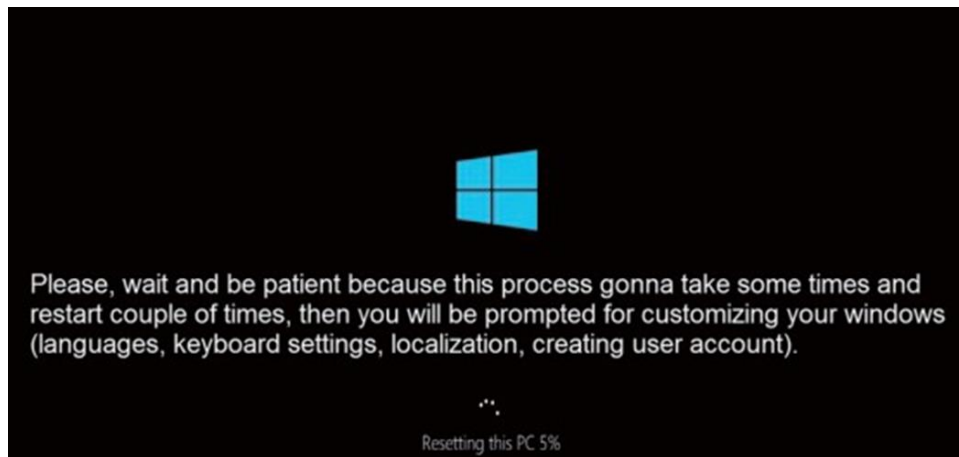 Please, wait and be patient because this process gonna take some times and
restart couple of times, then you will be prompted for customizing your windows
(languages, keyboard settings, localization, creating user account).
Resetting this PC 5%